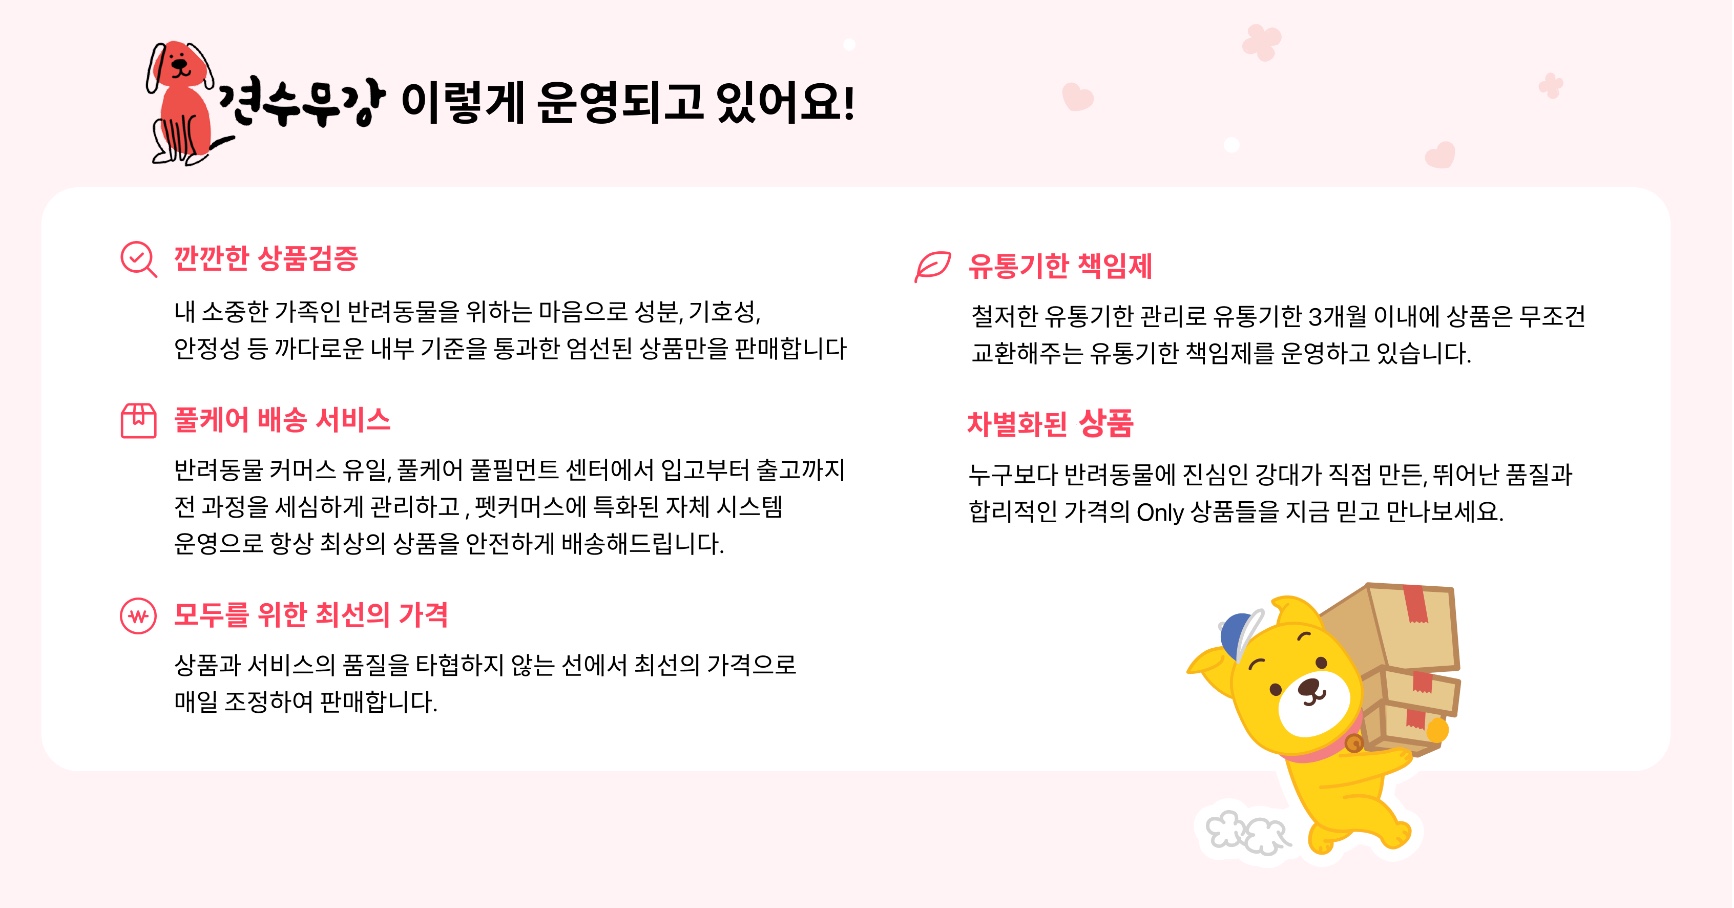 견수무강 이렇게 운영되고 있어요!
깐깐한 상품검증
내 소중한 가족인 반려동물을 위하는 마음으로 성분, 기호성,
안정성 등 까다로운 내부 기준을 통과한 엄선된 상품만을 판매합니다
풀케어 배송 서비스
반려동물 커머스 유일, 풀케어 풀필먼트 센터에서 입고부터 출고까지
전 과정을 세심하게 관리하고 , 펫커머스에 특화된 자체 시스템
운영으로 항상 최상의 상품을 안전하게 배송해드립니다.
모두를 위한 최선의 가격
상품과 서비스의 품질을 타협하지 않는 선에서 최선의 가격으로
매일 조정하여 판매합니다.
유통기한 책임제
철저한 유통기한 관리로 유통기한 3개월 이내에 상품은 무조건
교환해주는 유통기한 책임제를 운영하고 있습니다.
차별화된 상품
누구보다 반려동물에 진심인 강대가 직접 만든, 뛰어난 품질과
합리적인 가격의 Only 상품들을 지금 믿고 만나보세요.